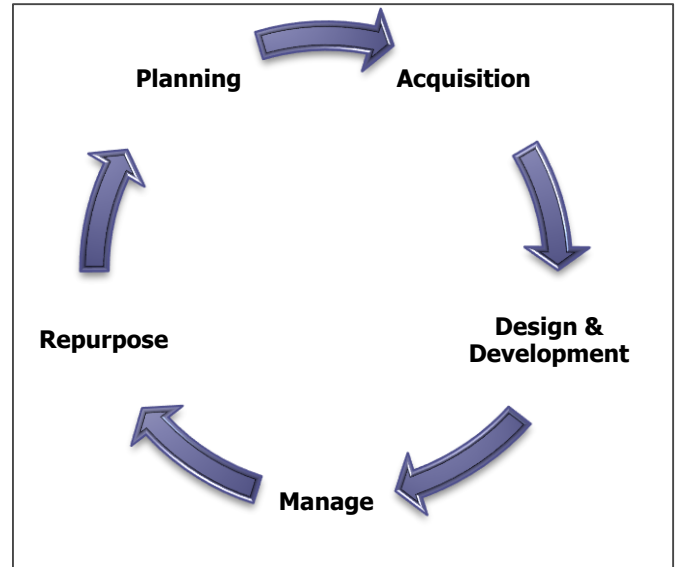 Planning
Acquisition
Design &
Development
Manage
Repurpose